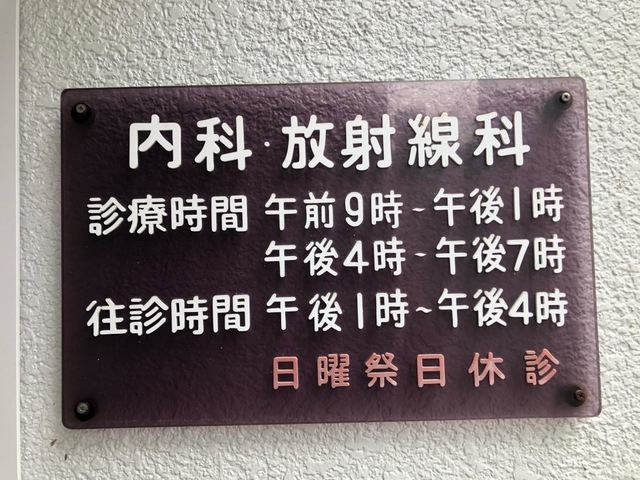 内科・放射線科
診療時間 午前9時~午後1時
午後4時~午後7時
往診時間 午後1時~午後4時
日曜祭日休診